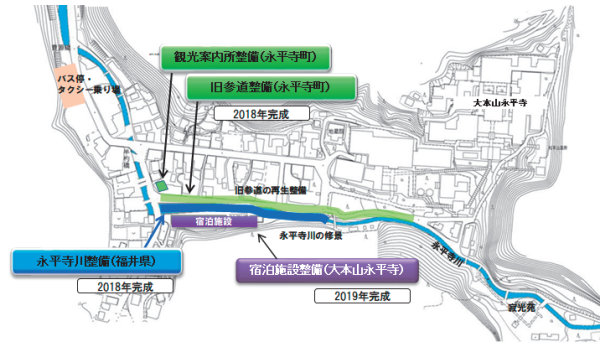 観光案内所整備(永平寺町)
旧参道整備(永平寺町)
2018年完成
バス停・
タクシー乗り場
大本山永平寺
旧参道の再生整備
宿泊施設
永平寺川の修景
永平寺川
永平寺川整備(福井県)
2018年完成
宿泊施設整備(大本山永平寺)
2019年完成
寂光苑